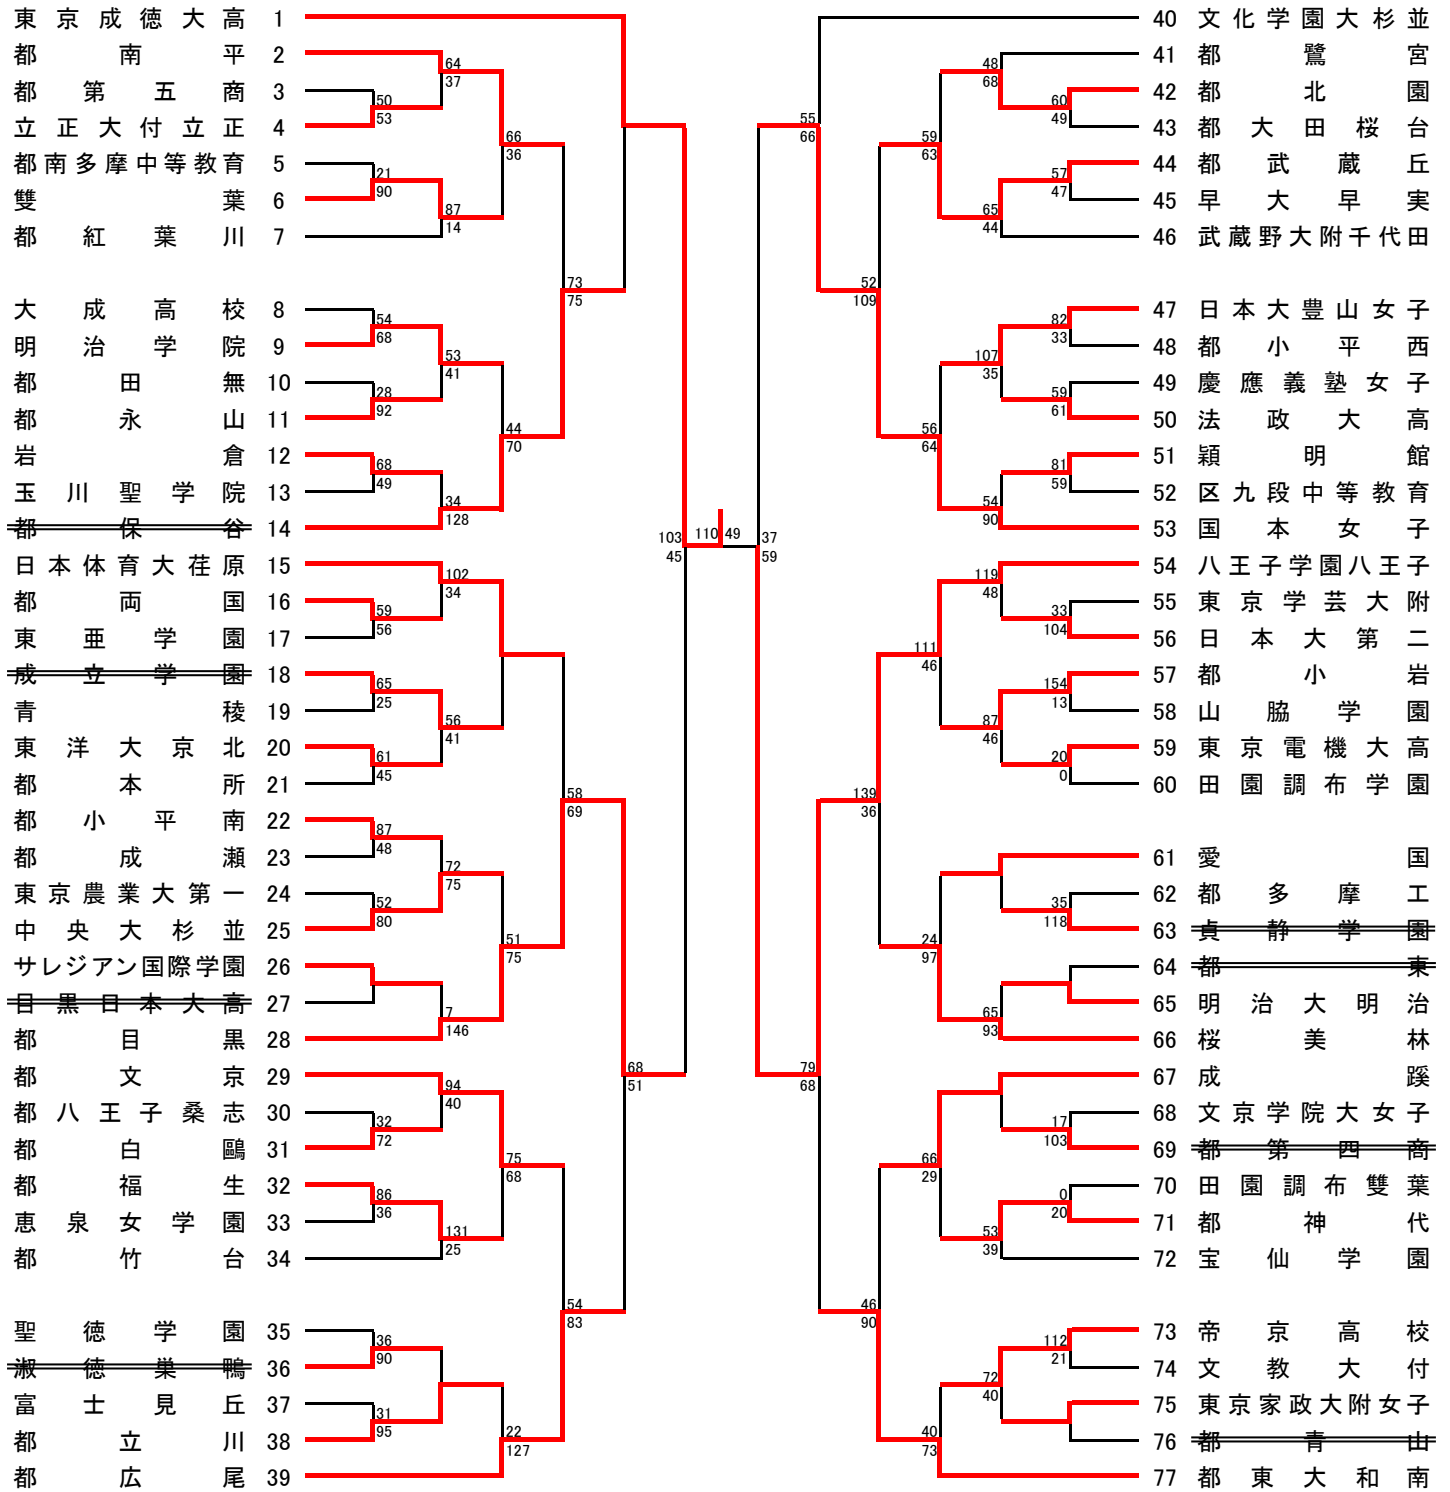 東京成徳大高 1
都南平 2
都第五商 3
立正大付立正 4
都南多摩中等教育 5
雙葉 6
都紅葉川 7
大成高校 8
明治学院 9
都田無 10
都永山 11
岩倉 12
玉川聖学院 13
都保谷 14
日本体育大荏原 15
都両国 16
東亜学園 17
成立学園 18
青稜 19
東洋大京北 20
都本所 21
都小平南 22
都成瀬 23
東京農業大第一 24
中央大杉並 25
サレジアン国際学園 26
目黒日本大高 27
都目黒 28
都文京 29
都八王子桑志 30
都白鷗 31
都福生 32
恵泉女学園 33
都竹台 34
聖徳学園 35
淑徳巣鴨 36
富士見丘 37
都立川 38
都広尾 39
64
37
50
53
66
36
21
90
87
14
73
75
54
68
53
41
28
92
44
70
68
49
34
128
102
34
59
56
65
25
56
41
61
45
58
69
87
48
72
75
52
80
51
75
7
146
68
51
94
40
32
72
75
68
86
36
131
25
54
83
36
90
31
95
22
127
103
45
110 49
37
59
55
66
48
68
60
49
59
63
57
47
65
44
52
109
82
33
107
35
59
61
56
64
81
59
54
90
119
48
33
104
111
46
154
13
87
46
20
0
139
36
35
118
24
97
65
93
79
68
17
103
66
29
0
20
53
39
46
90
112
21
72
40
40
73
40 文化学園大杉並
41 都鷺宮
42 都北園
43 都大田桜台
44 都武蔵丘
45 早大早実
46 武蔵野大附千代田
47 日本大豊山女子
48 都小平西
49 慶應義塾女子
50 法政大高
51 穎明館
52 区九段中等教育
53 国本女子
54 八王子学園八王子
55 東京学芸大附
56 日本大第二
57 都小岩
58 山脇学園
59 東京電機大高
60 田園調布学園
61 愛国
62 都多摩工
63 貞静学園
64 都東
65 明治大明治
66 桜美林
67 成蹊
68 文京学院大女子
69 都第四商
70 田園調布雙葉
71 都神代
72 宝仙学園
73 帝京高校
74 文教大付
75 東京家政大附女子
76 都青山
77 都東大和南